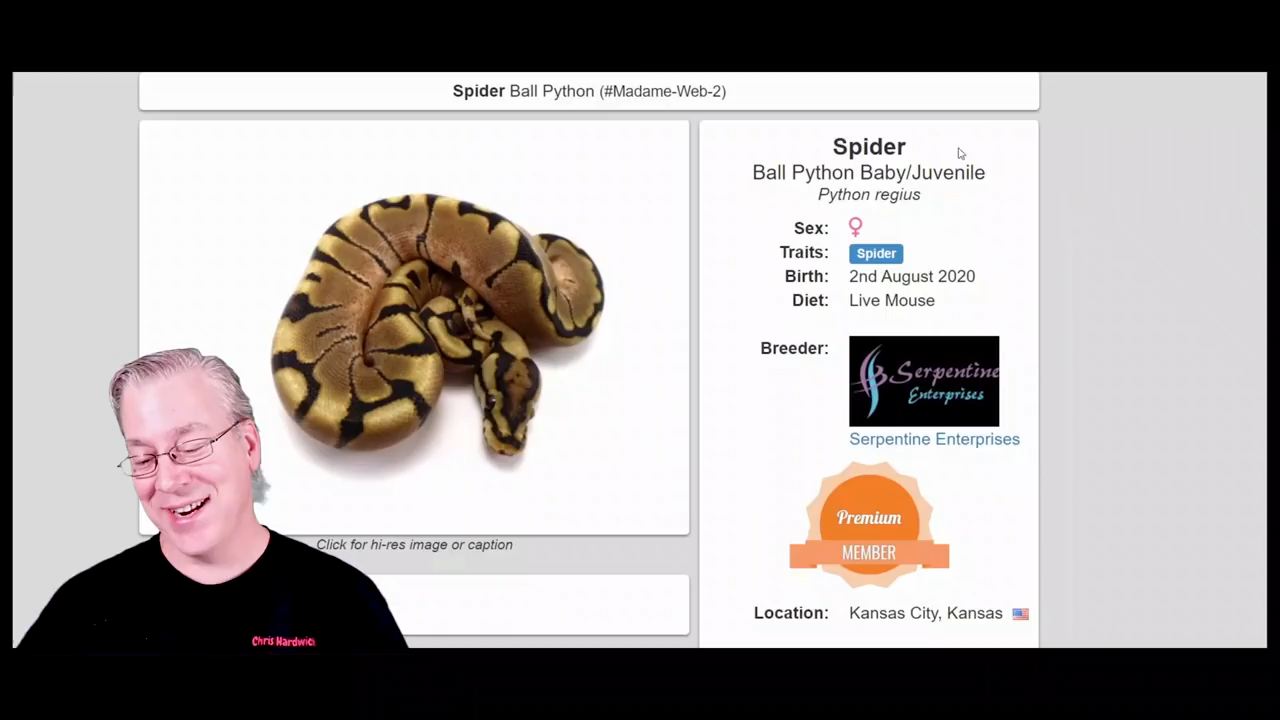 Spider Ball Python (#Madame-Web-2)
Spider
Ball Python Baby/Juvenile
Python regius
Sex:
Traits: Spider
Birth: 2nd August 2020
Diet: Live Mouse
Breeder:
Serpentine
Enterprises
Serpentine Enterprises
Premium
MEMBER
Location: Kansas City, Kansas
Click for hi-res image or caption
Chris Hardwick